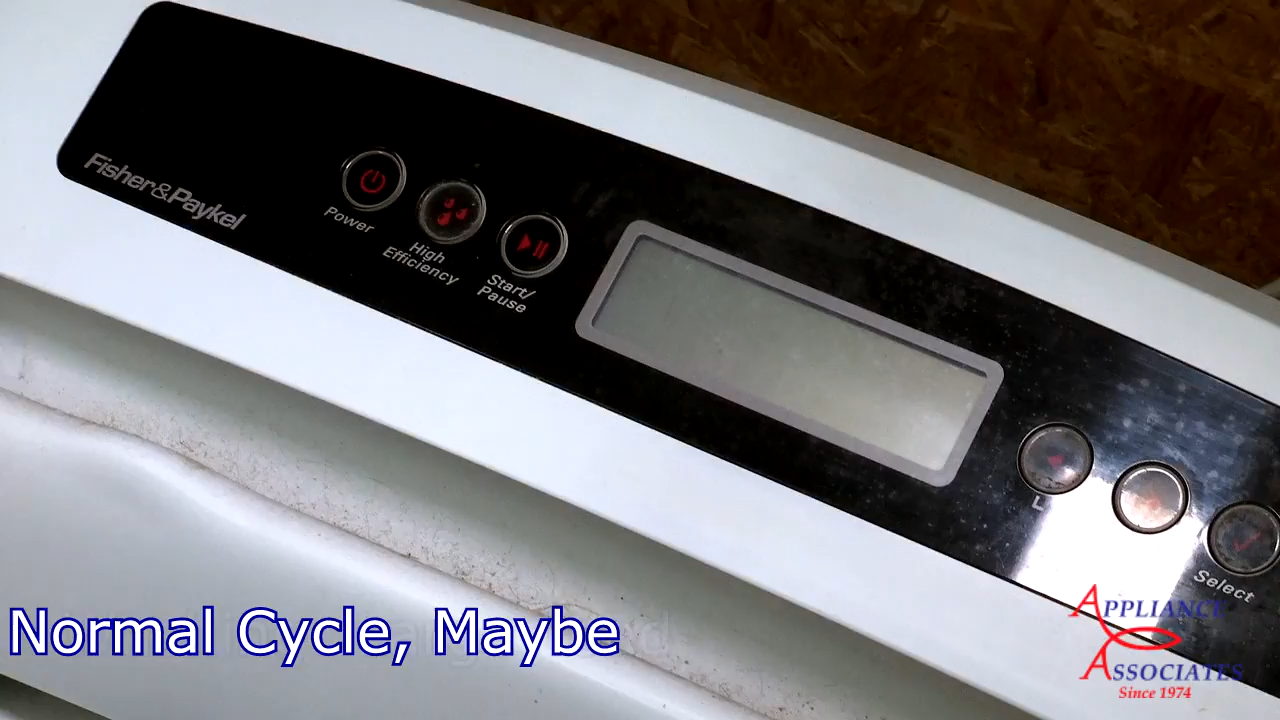 Fisher&Paykel
Power
High
Efficiency
Start/
Pause
Select
Normal Cycle, Maybe
APPLIANCE
ASSOCIATES
Since 1974